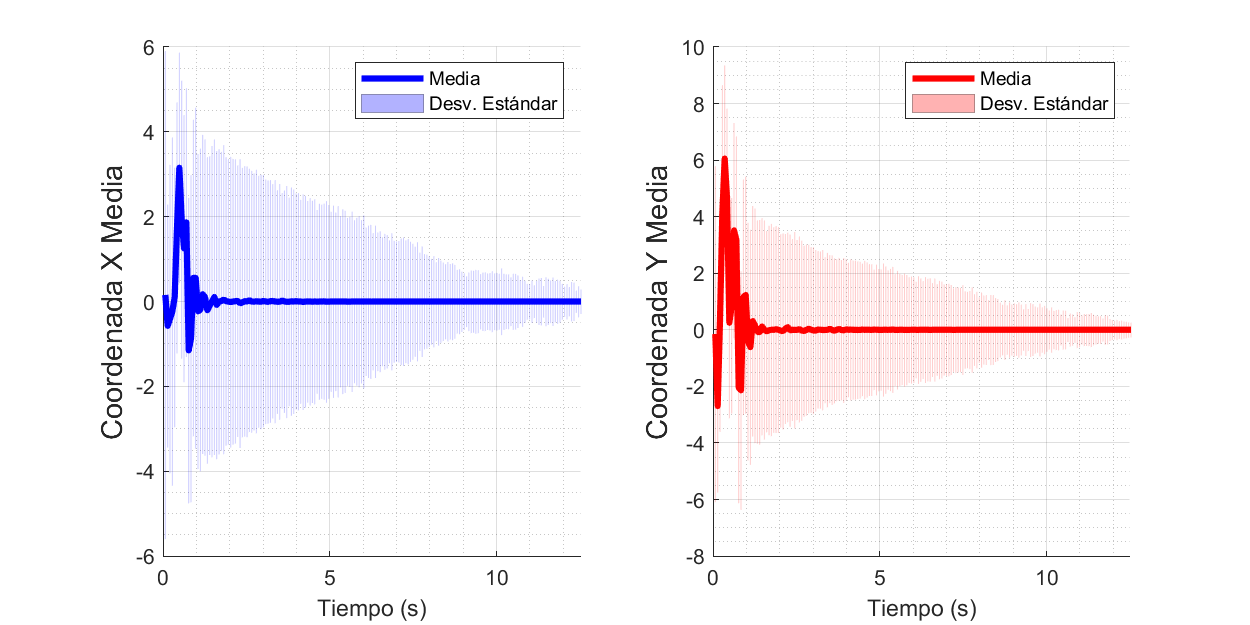 6
4
2
0
-2
-4
-6
0 5 10
Coordenada X Media
Tiempo (s)
Media
Desv. Estándar
10
8
6
4
2
0
-2
-4
-6
-8
0 5 10
Coordenada Y Media
Tiempo (s)
Media
Desv. Estándar